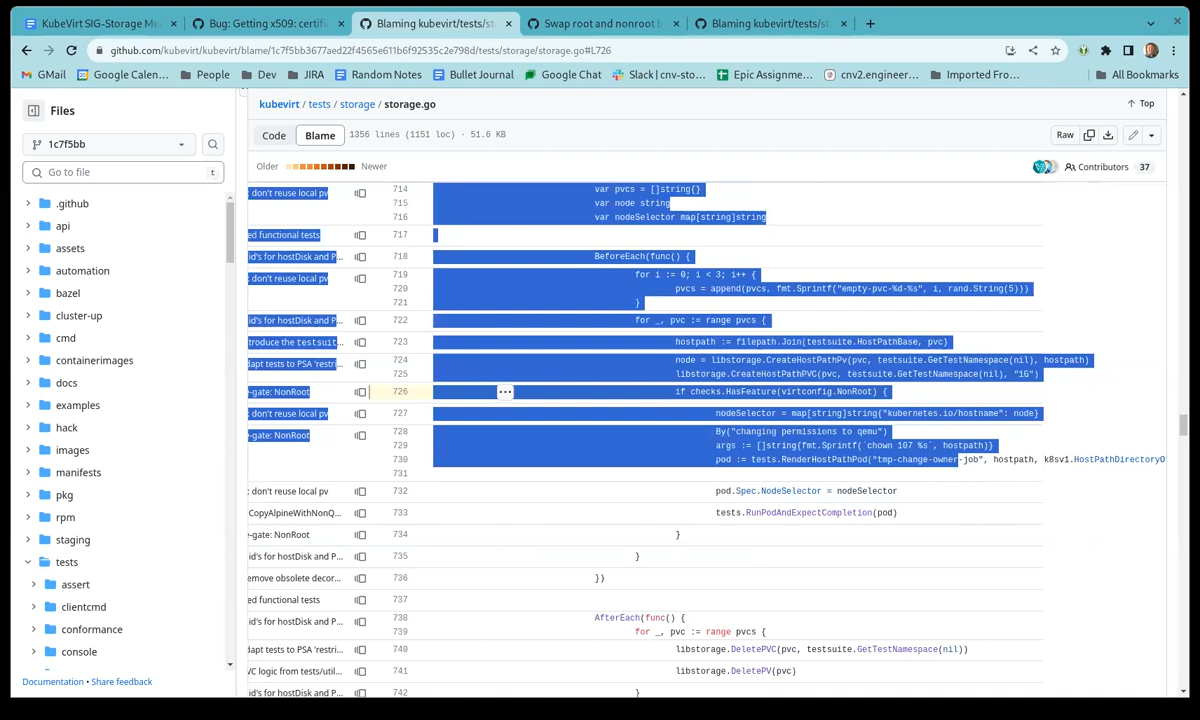 KubeVirt SIG-Storage Me
Bug: Getting x509: certifi
Blaming kubevirt/tests/st
Swap root and nonroot b
Blaming kubevirt/tests/st
github.com/kubevirt/kubevirt/blame/1c7f5bb3677aed22f4565e611b6f92535c2e798d/tests/storage/storage.go#L726
GMail
Google Calen...
People
Dev
JIRA
Random Notes
Bullet Journal
Google Chat
Slack | cnv-sto...
Epic Assignme...
cnv2.engineer...
Imported Fro...
All Bookmarks
Files
kubevirt / tests / storage / storage.go
Top
1c7f5bb
Code
Blame
1356 lines (1151 loc) · 51.6 KB
Raw
Go to file
t
Older
Newer
Contributors 37
.github
api
assets
automation
bazel
cluster-up
cmd
containerimages
docs
examples
hack
images
manifests
pkg
rpm
staging
tests
assert
clientcmd
conformance
console
Documentation • Share feedback
: don't reuse local pv 714 var pvcs = []string{}
715 var node string
716 var nodeSelector map[string]string
ed functional tests 717
id's for hostDisk and P... 718 BeforeEach(func() {
: don't reuse local pv 719 for i := 0; i < 3; i++ {
720 pvcs = append(pvcs, fmt.Sprintf("empty-pvc-%d-%s", i, rand.String(5)))
721 }
id's for hostDisk and P... 722 for _, pvc := range pvcs {
troduce the testsuit 723 hostpath := filepath.Join(testsuite.HostPathBase, pvc)
dapt tests to PSA 'restri 724 node = libstorage.CreateHostPathPv(pvc, testsuite.GetTestNamespace(nil), hostpath)
725 libstorage.CreateHostPathPVC(pvc, testsuite.GetTestNamespace(nil), "1G")
e-gate: NonRoot 726 ... if checks.HasFeature(virtconfig.NonRoot) {
: don't reuse local pv 727 nodeSelector = map[string]string{"kubernetes.io/hostname": node}
e-gate: NonRoot 728 By("changing permissions to qemu")
729 args := []string{fmt.Sprintf(`chown 107 %s`, hostpath)}
730 pod := tests.RenderHostPathPod("tmp-change-owner-job", hostpath, k8sv1.HostPathDirectoryO
731
: don't reuse local pv 732 pod.Spec.NodeSelector = nodeSelector
CopyAlpineWithNonQ... 733 tests.RunPodAndExpectCompletion(pod)
e-gate: NonRoot 734 }
id's for hostDisk and P... 735 }
emove obsolete decor... 736 })
ed functional tests 737
id's for hostDisk and P... 738 AfterEach(func() {
739 for _, pvc := range pvcs {
dapt tests to PSA 'restri... 740 libstorage.DeletePVC(pvc, testsuite.GetTestNamespace(nil))
VC logic from tests/util... 741 libstorage.DeletePV(pvc)
id's for hostDisk and P... 742 }